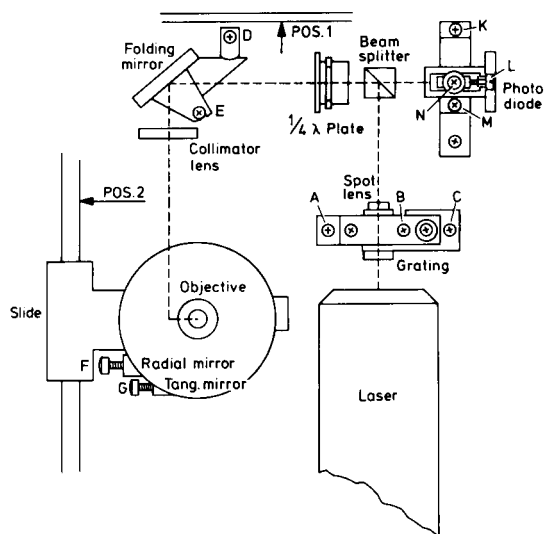 POS.1
D
K
Folding
mirror
Beam
splitter
L
Photo
diode
E
N
M
1/4 λ Plate
Collimator
lens
POS.2
Spot
lens
A
B
C
Grating
Slide
Objective
Radial mirror
F
Tang. mirror
G
Laser